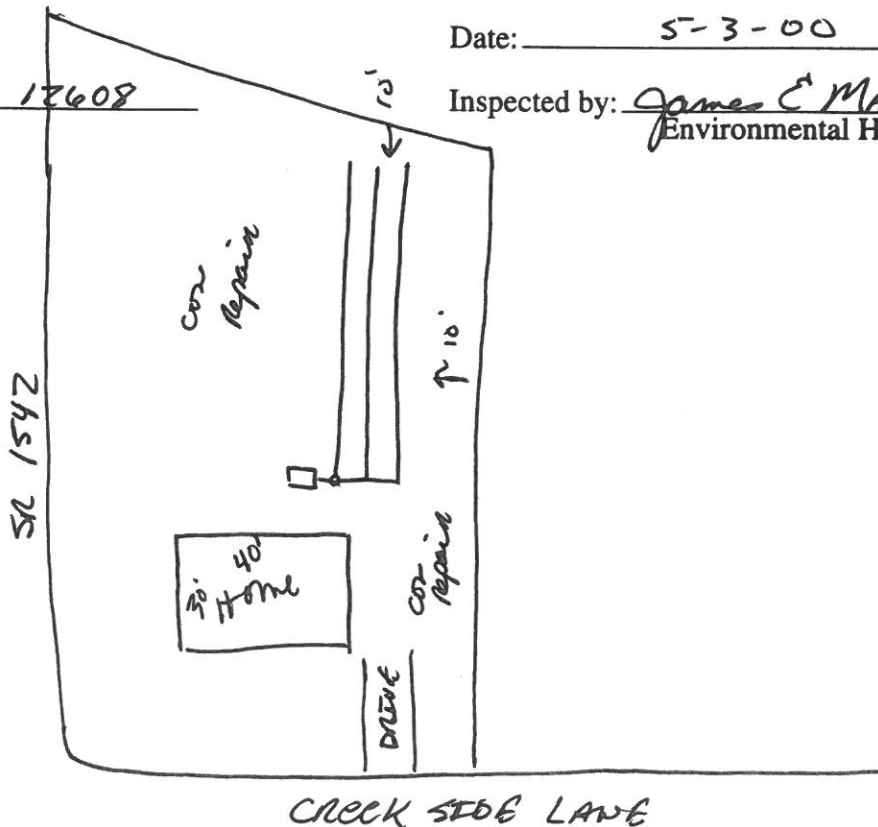 Date: 5-3-00
12608
Inspected by: James E
Environmental H
10'
con
Repair
10'
SR 1542
40'
30'
Home
con
repair
DRIVE
CREEK SIDE LANE